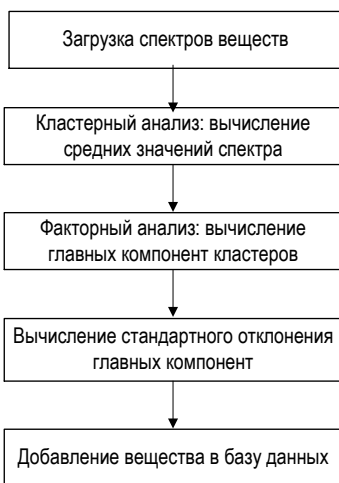 Загрузка спектров веществ
Кластерный анализ: вычисление
средних значений спектра
Факторный анализ: вычисление
главных компонент кластеров
Вычисление стандартного отклонения
главных компонент
Добавление вещества в базу данных